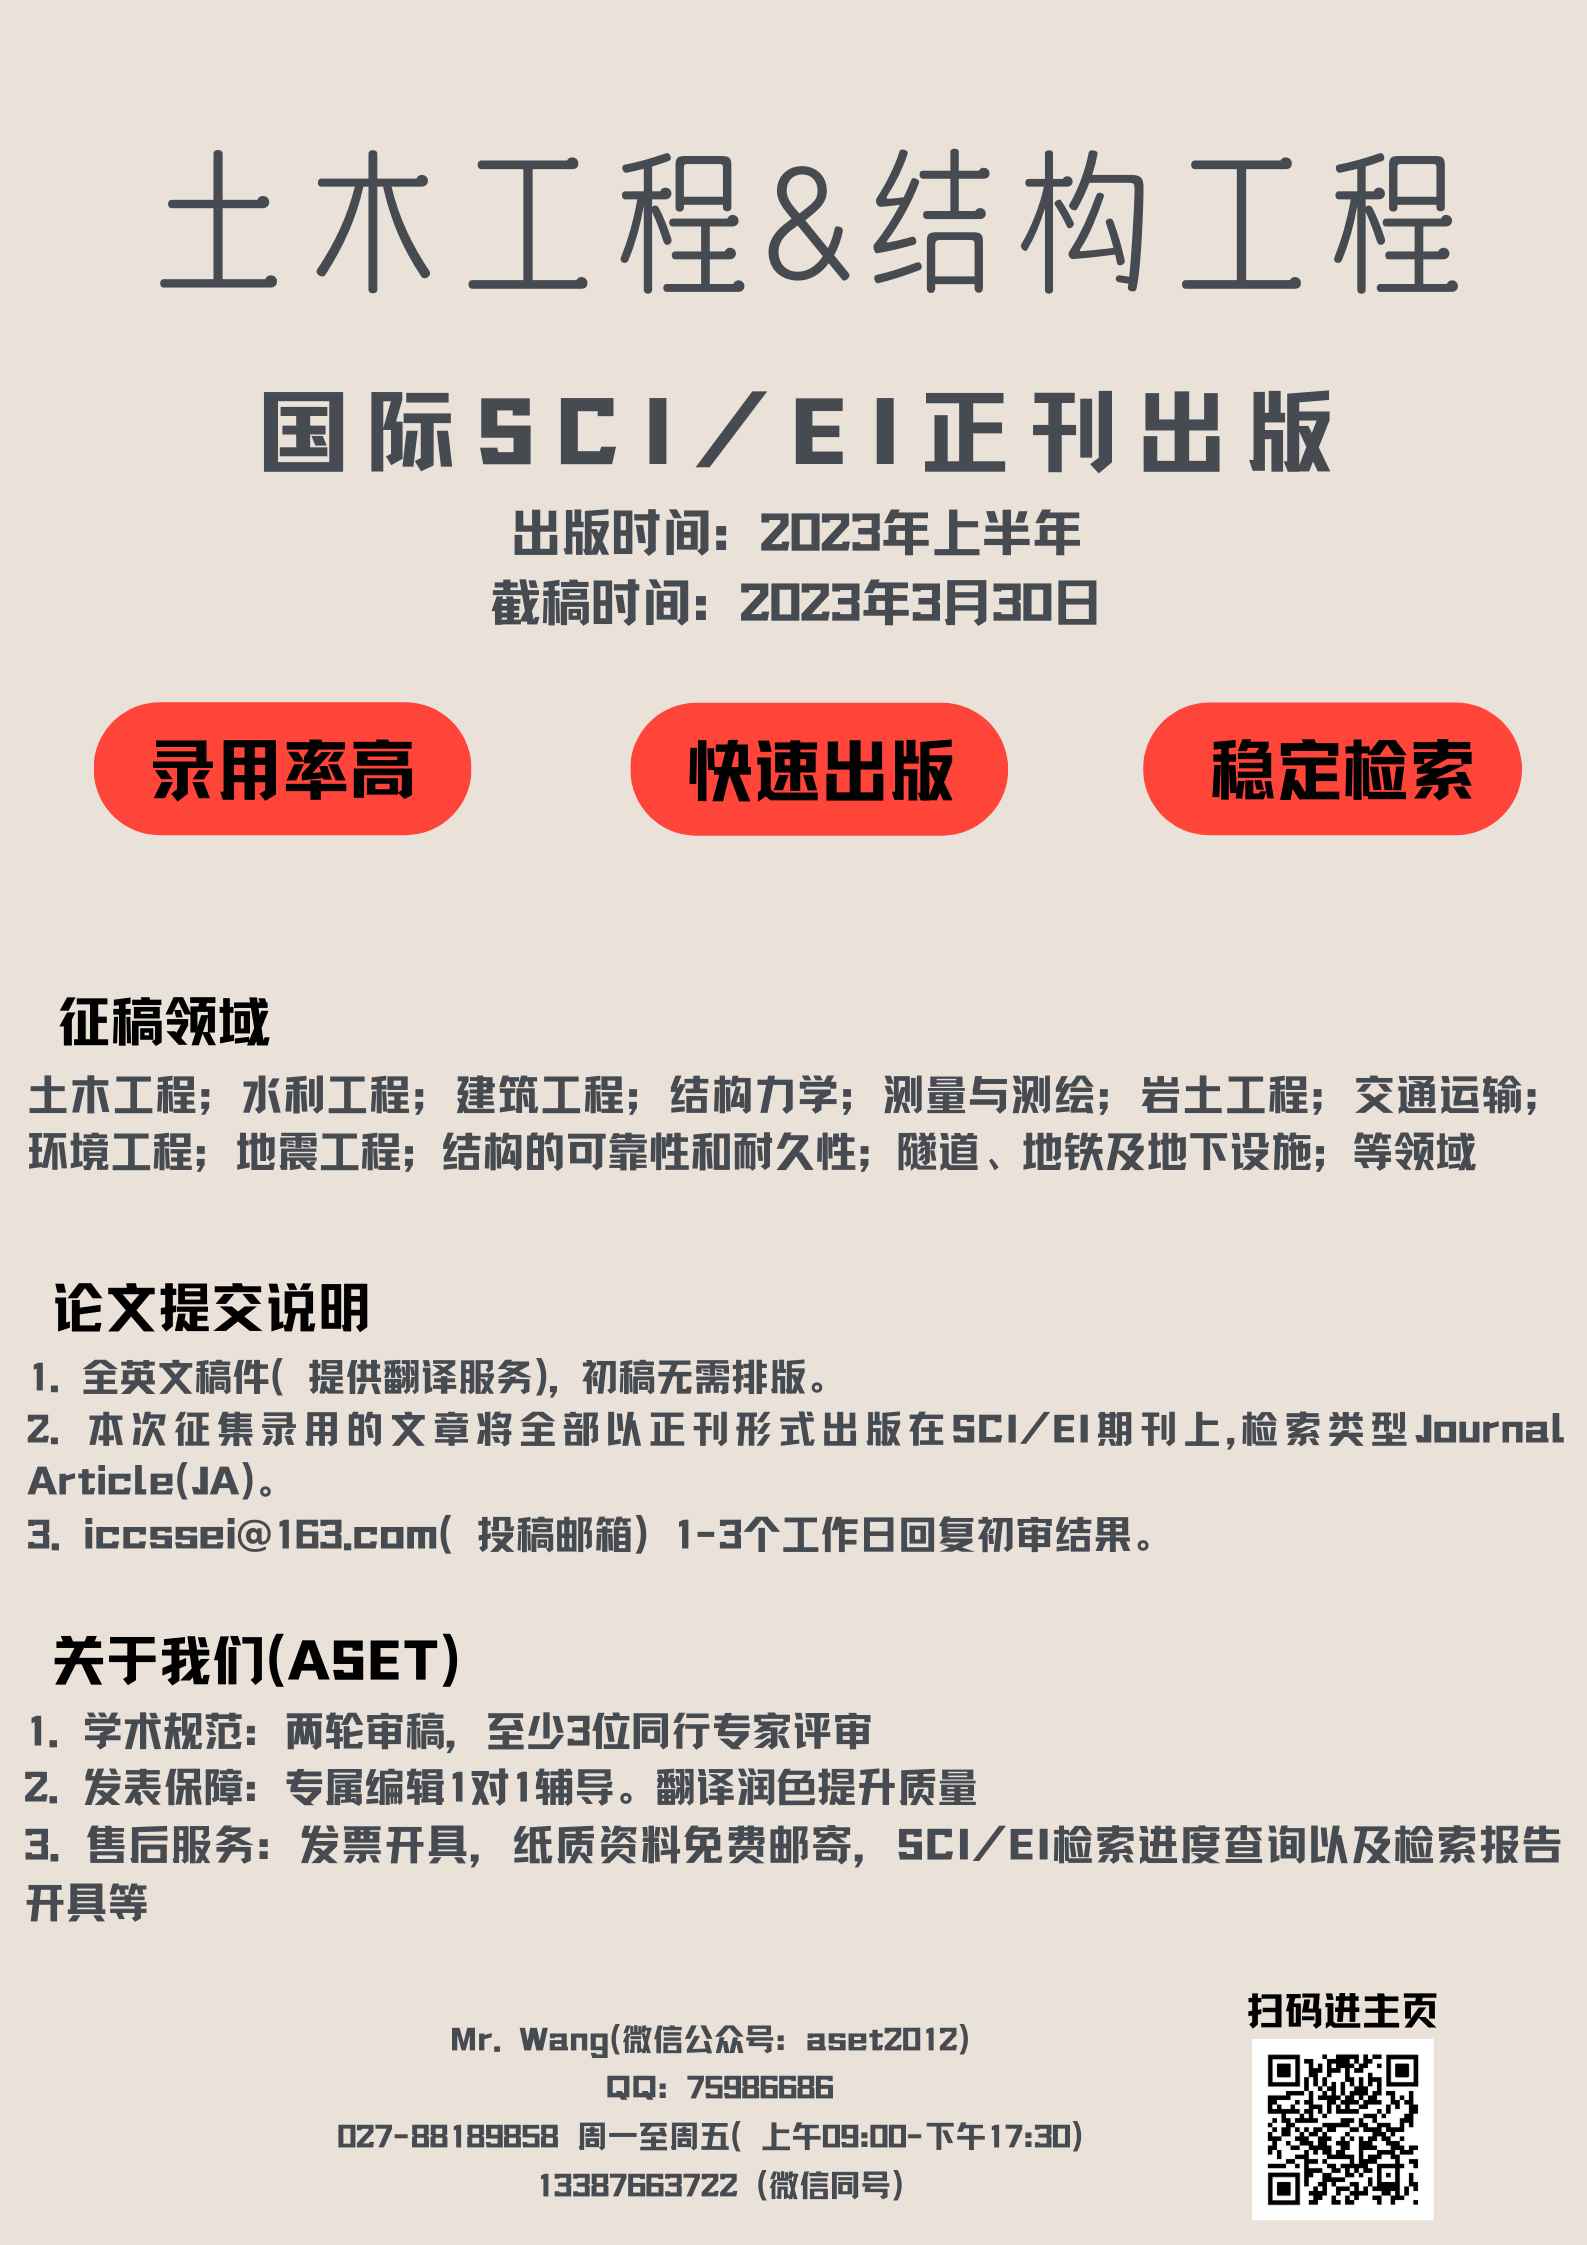 土木工程&结构工程
国际SCI/EI正刊出版
出版时间：2023年上半年
截稿时间：2023年3月30日
录用率高
快速出版
稳定检索
征稿领域
土木工程；水利工程；建筑工程；结构力学；测量与测绘；岩土工程；交通运输；
环境工程；地震工程；结构的可靠性和耐久性；隧道、地铁及地下设施；等领域
论文提交说明
1. 全英文稿件( 提供翻译服务)，初稿无需排版。
2. 本次征集录用的文章将全部以正刊形式出版在SCI/EI期刊上,检索类型Journal
Article(JA)。
3. iccssei@163.com( 投稿邮箱) 1-3个工作日回复初审结果。
关于我们(ASET)
1. 学术规范：两轮审稿，至少3位同行专家评审
2. 发表保障：专属编辑1对1辅导。翻译润色提升质量
3. 售后服务：发票开具，纸质资料免费邮寄，SCI/EI检索进度查询以及检索报告
开具等
扫码进主页
Mr. Wang(微信公众号：aset2012)
QQ：75986686
027-88189858 周一至周五( 上午09:00-下午17:30)
13387663722（微信同号）